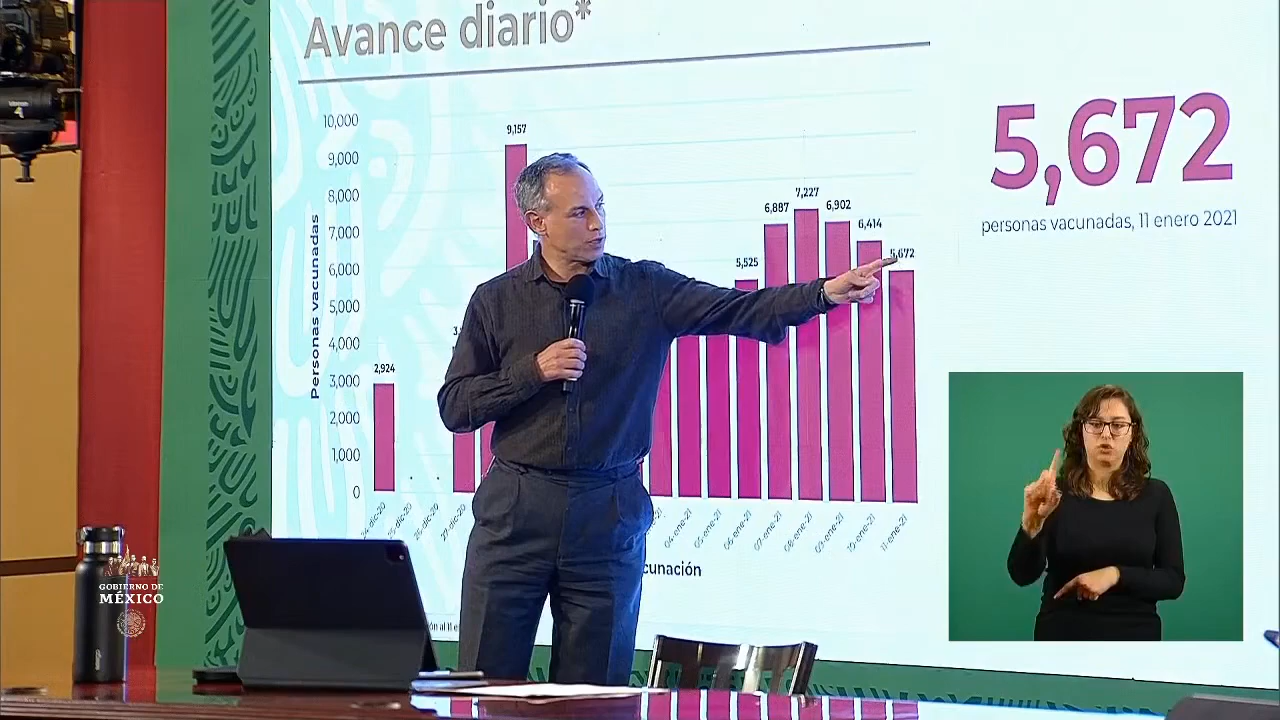 Avance diario*
10,000
9,000
8,000
7,000
6,000
5,000
4,000
3,000
2,000
1,000
0
Personas vacunadas
2,924
9,157
5,525
6,887
7,227
6,902
6,414
5,672
04-ene-21
05-ene-21
06-ene-21
07-ene-21
08-ene-21
09-ene-21
10-ene-21
11-ene-21
5,672
personas vacunadas, 11 enero 2021
GOBIERNO DE
MÉXICO